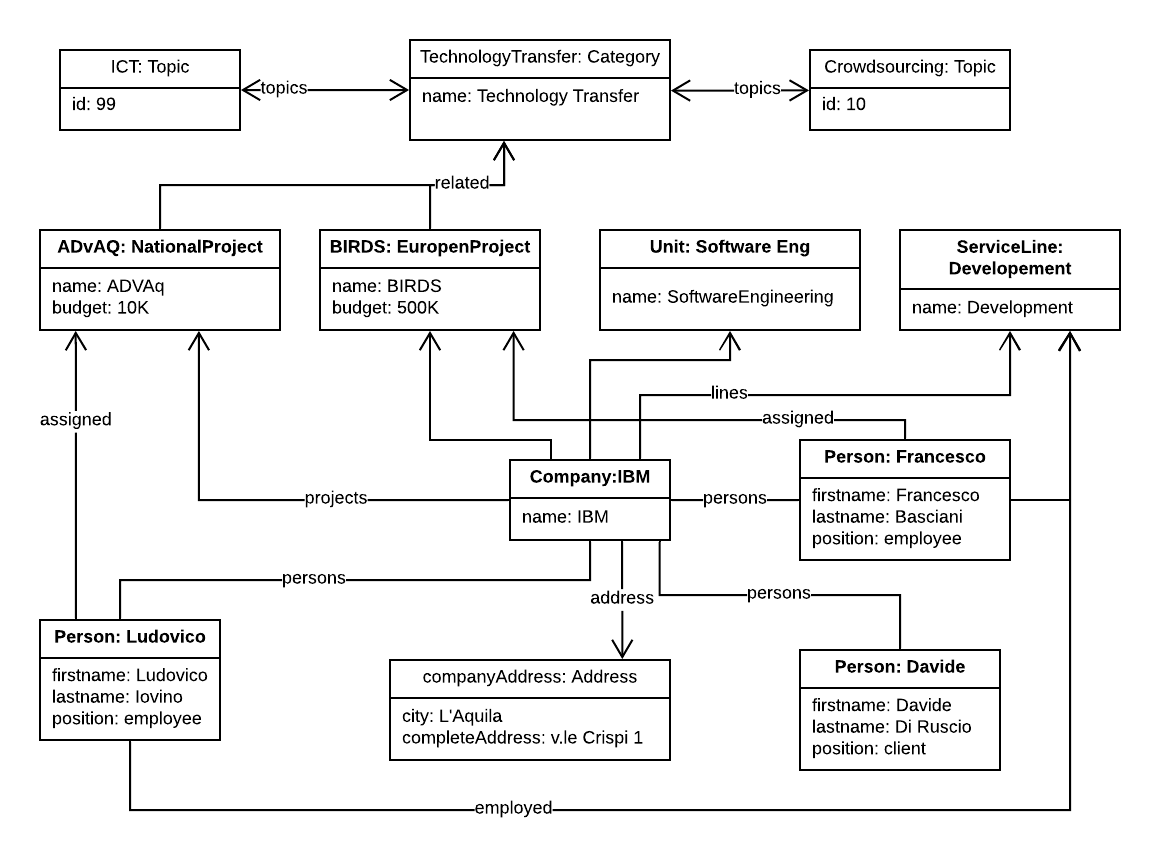 ICT: Topic
id: 99
topics
TechnologyTransfer: Category
name: Technology Transfer
topics
Crowdsourcing: Topic
id: 10
related
ADvAQ: NationalProject
name: ADVAq
budget: 10K
BIRDS: EuropenProject
name: BIRDS
budget: 500K
Unit: Software Eng
name: SoftwareEngineering
ServiceLine:
Developement
name: Development
lines
assigned
assigned
Company:IBM
name: IBM
projects
persons
Person: Francesco
firstname: Francesco
lastname: Basciani
position: employee
persons
address
persons
Person: Ludovico
firstname: Ludovico
lastname: Iovino
position: employee
companyAddress: Address
city: L'Aquila
completeAddress: v.le Crispi 1
Person: Davide
firstname: Davide
lastname: Di Ruscio
position: client
employed